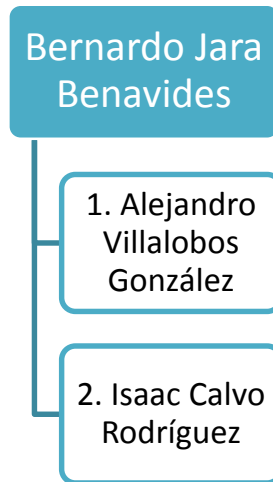 Bernardo Jara
Benavides
1. Alejandro
Villalobos
González
2. Isaac Calvo
Rodríguez